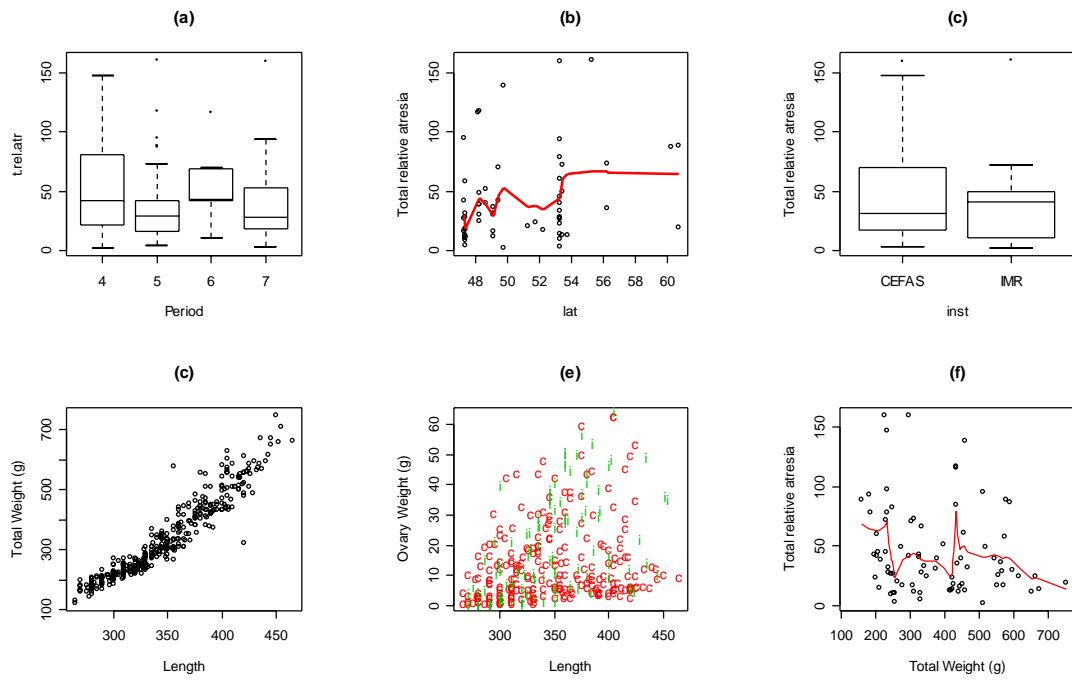 (a)
t.rel.atr
150
100
50
0
4 5 6 7
Period
(b)
Total relative atresia
150
100
50
0
48 50 52 54 56 58 60
lat
(c)
Total relative atresia
150
100
50
0
CEFAS IMR
inst
(c)
Total Weight (g)
700
500
300
100
300 350 400 450
Length
(e)
Ovary Weight (g)
60
50
40
30
20
10
0
300 350 400 450
Length
(f)
Total relative atresia
150
100
50
0
100 200 300 400 500 600 700
Total Weight (g)